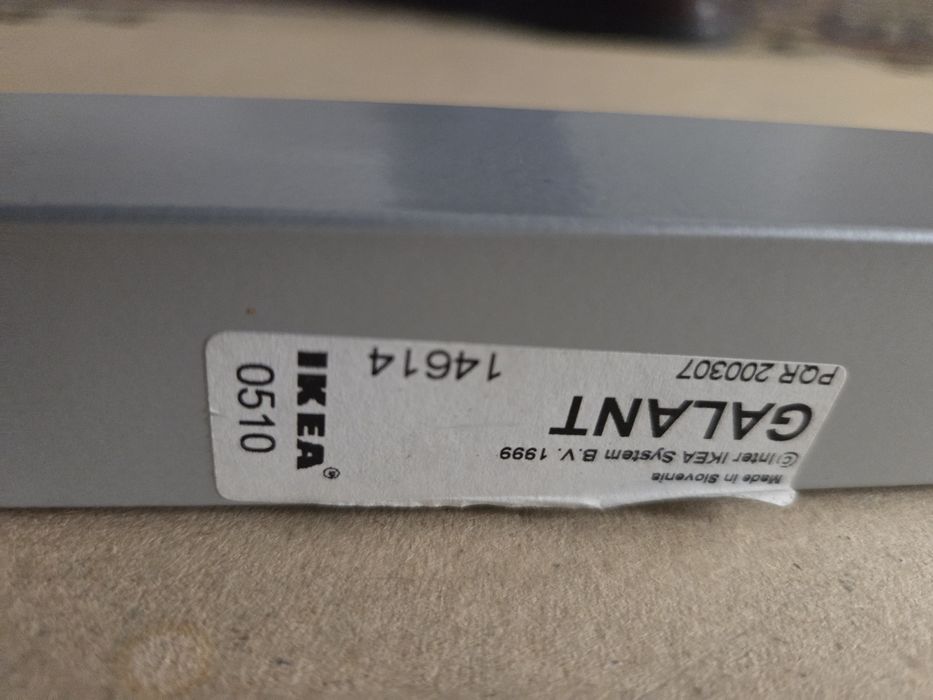 Made in Slovenia
©Inter IKEA System B.V. 1999
GALANT
PQR 200307
14614
IKEA®
0510